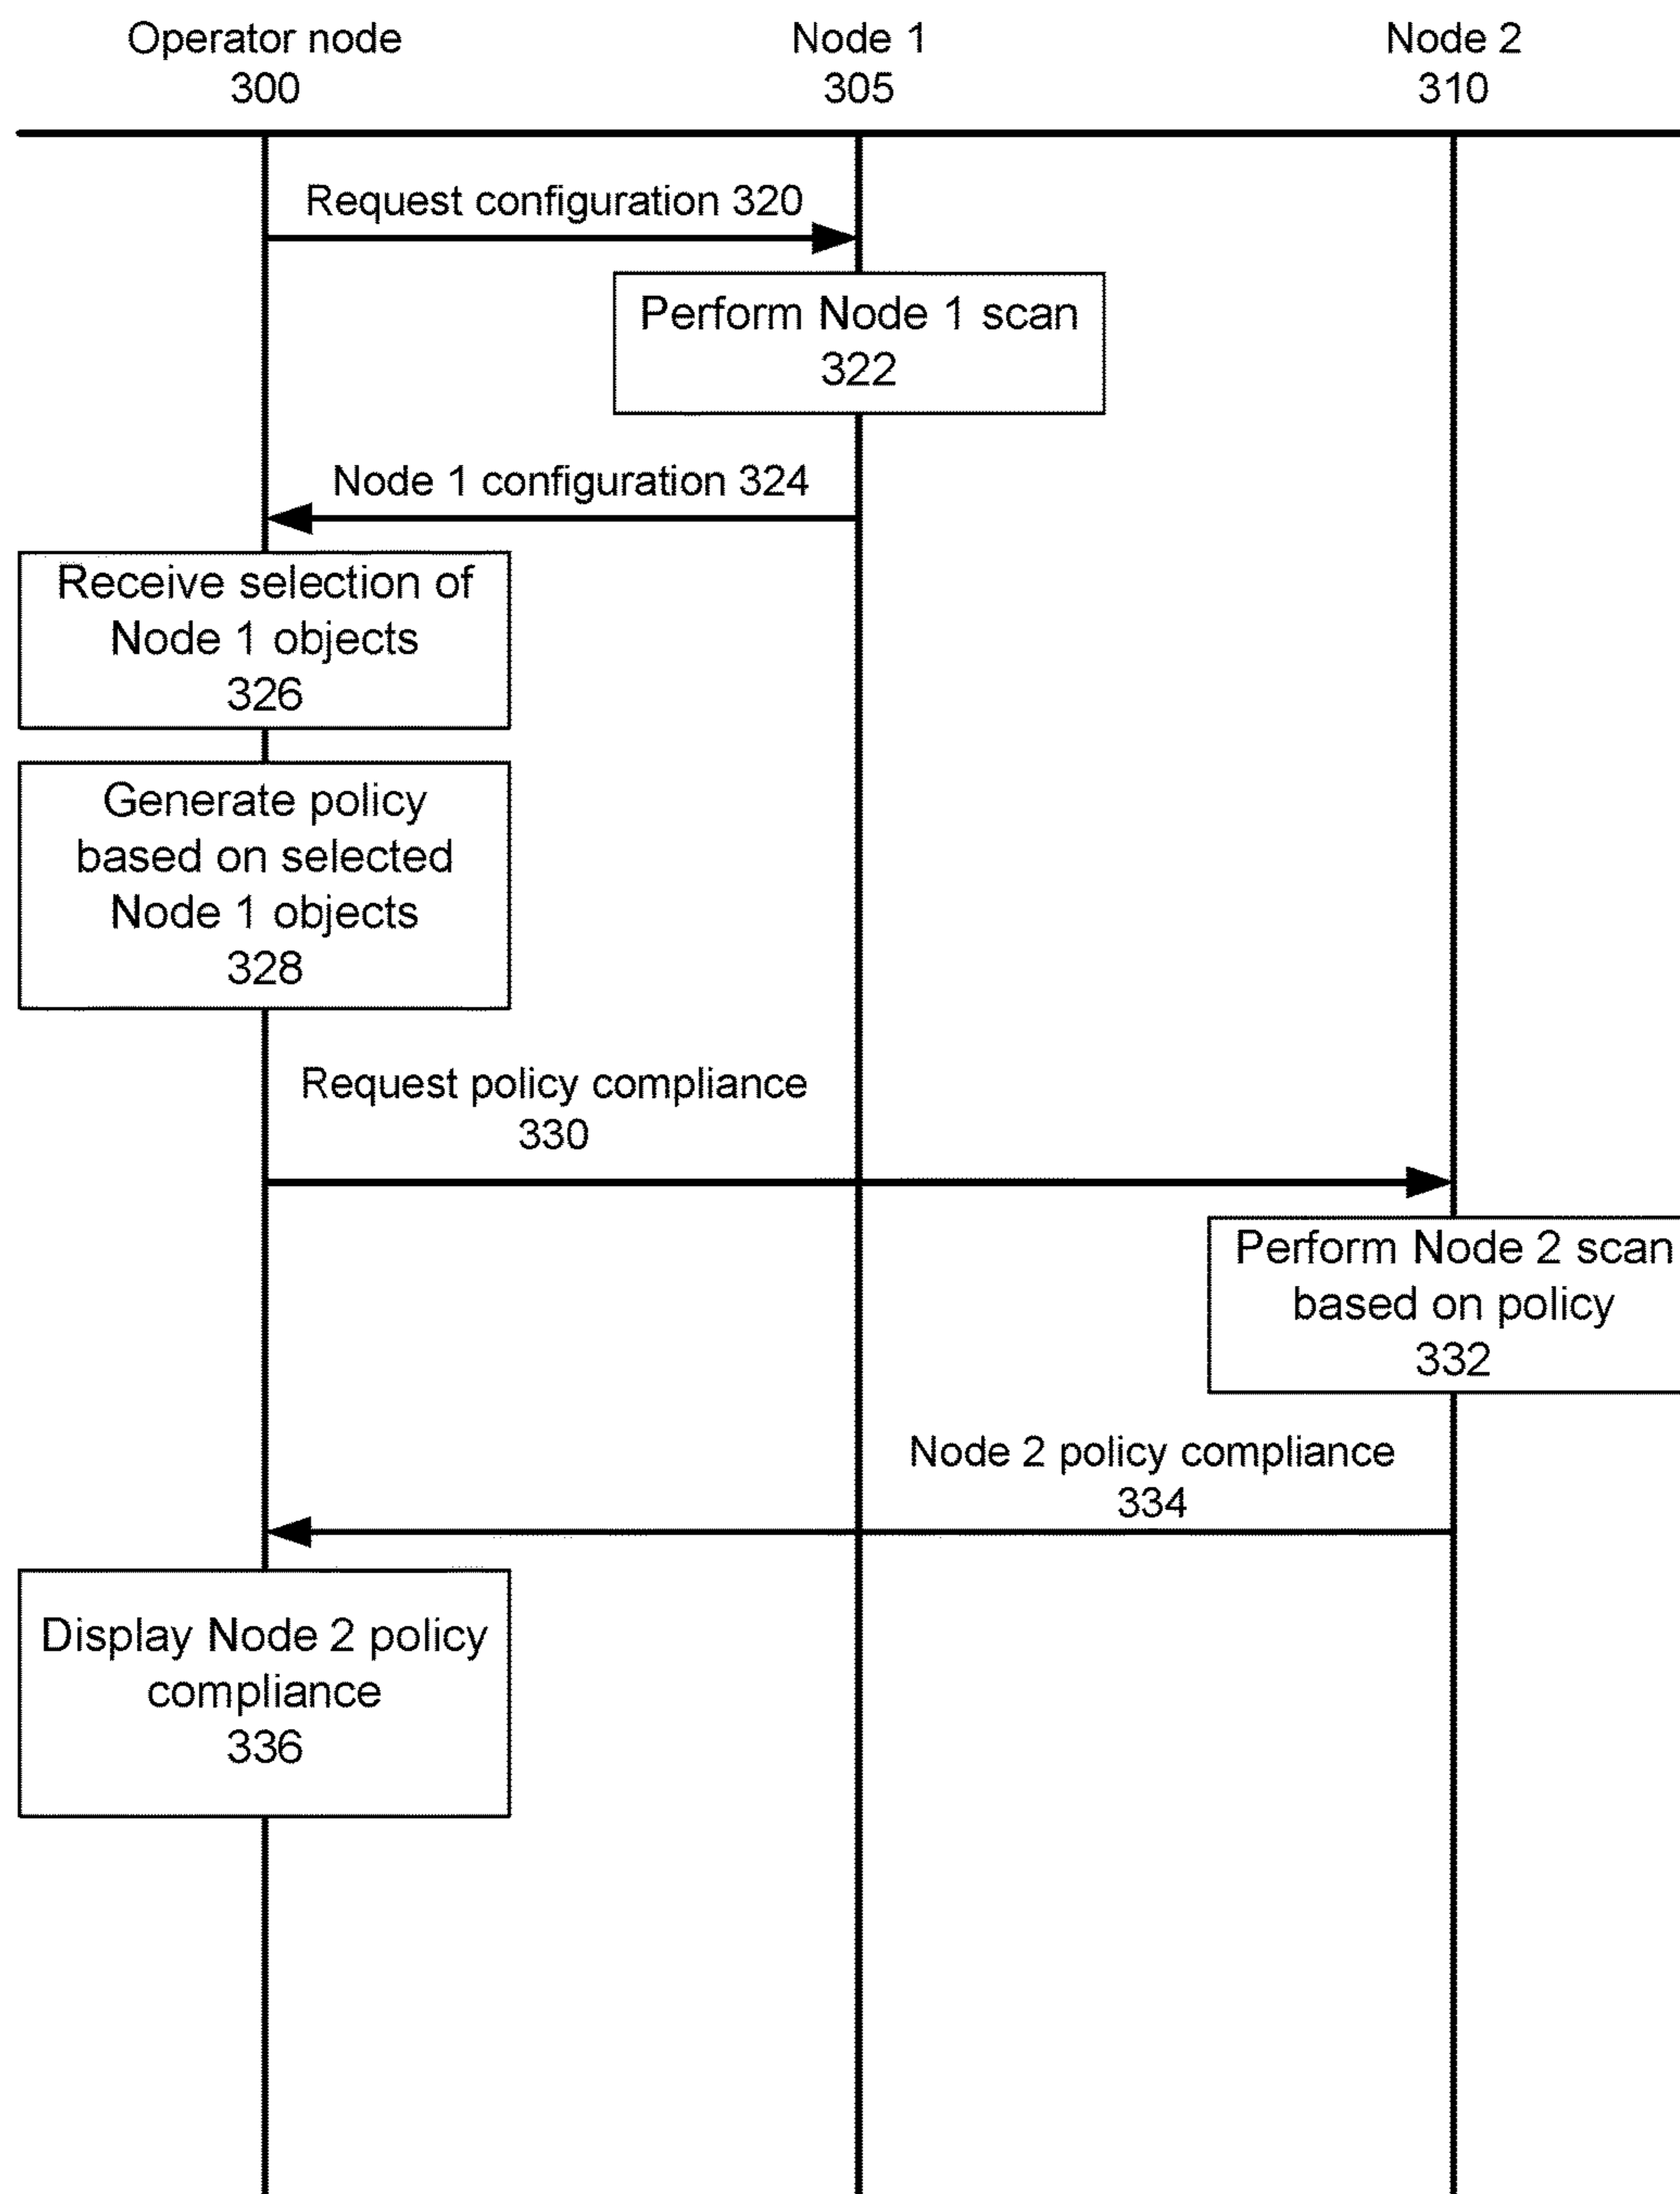 Operator node
300
Node 1
305
Node 2
310
Request configuration 320
Perform Node 1 scan
322
Node 1 configuration 324
Receive selection of
Node 1 objects
326
Generate policy
based on selected
Node 1 objects
328
Request policy compliance
330
Perform Node 2 scan
based on policy
332
Node 2 policy compliance
334
Display Node 2 policy
compliance
336